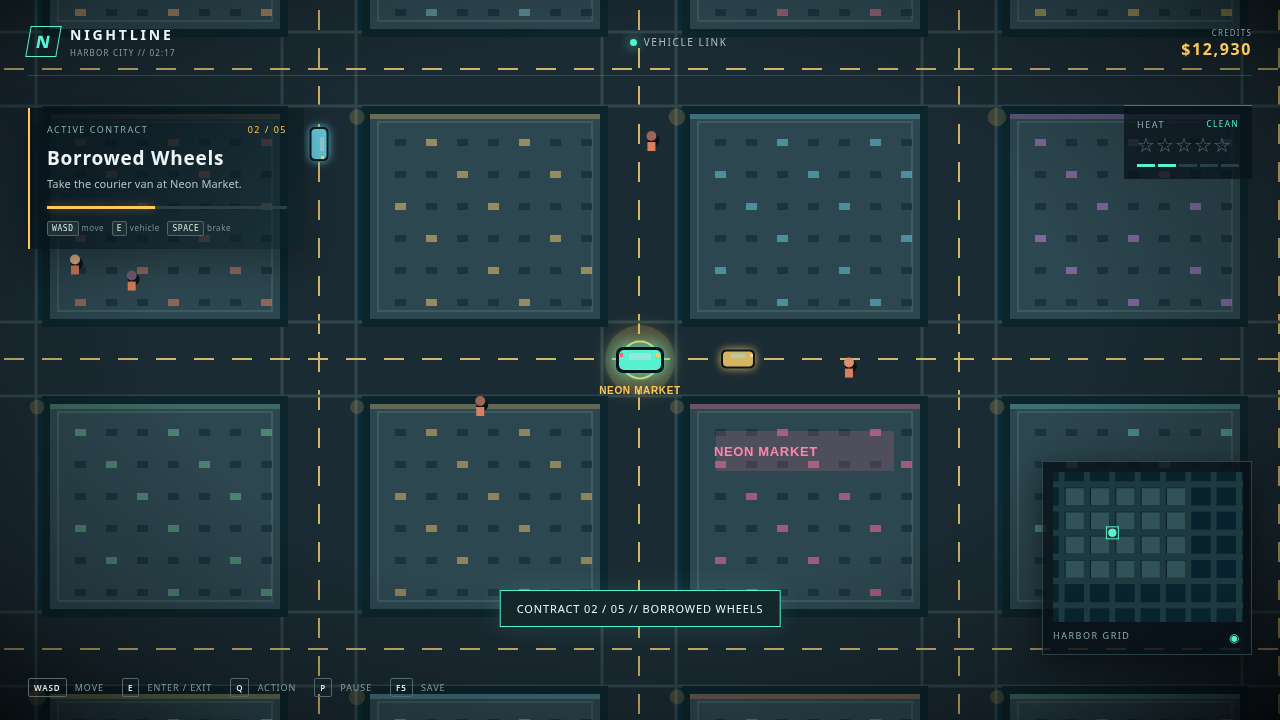 N
NIGHTLINE
HARBOR CITY // 02:17
VEHICLE LINK
CREDITS
$12,930
ACTIVE CONTRACT 02 / 05
Borrowed Wheels
Take the courier van at Neon Market.
WASD move E vehicle SPACE brake
HEAT CLEAN
NEON MARKET
NEON MARKET
CONTRACT 02 / 05 // BORROWED WHEELS
HARBOR GRID
WASD MOVE E ENTER / EXIT Q ACTION P PAUSE F5 SAVE